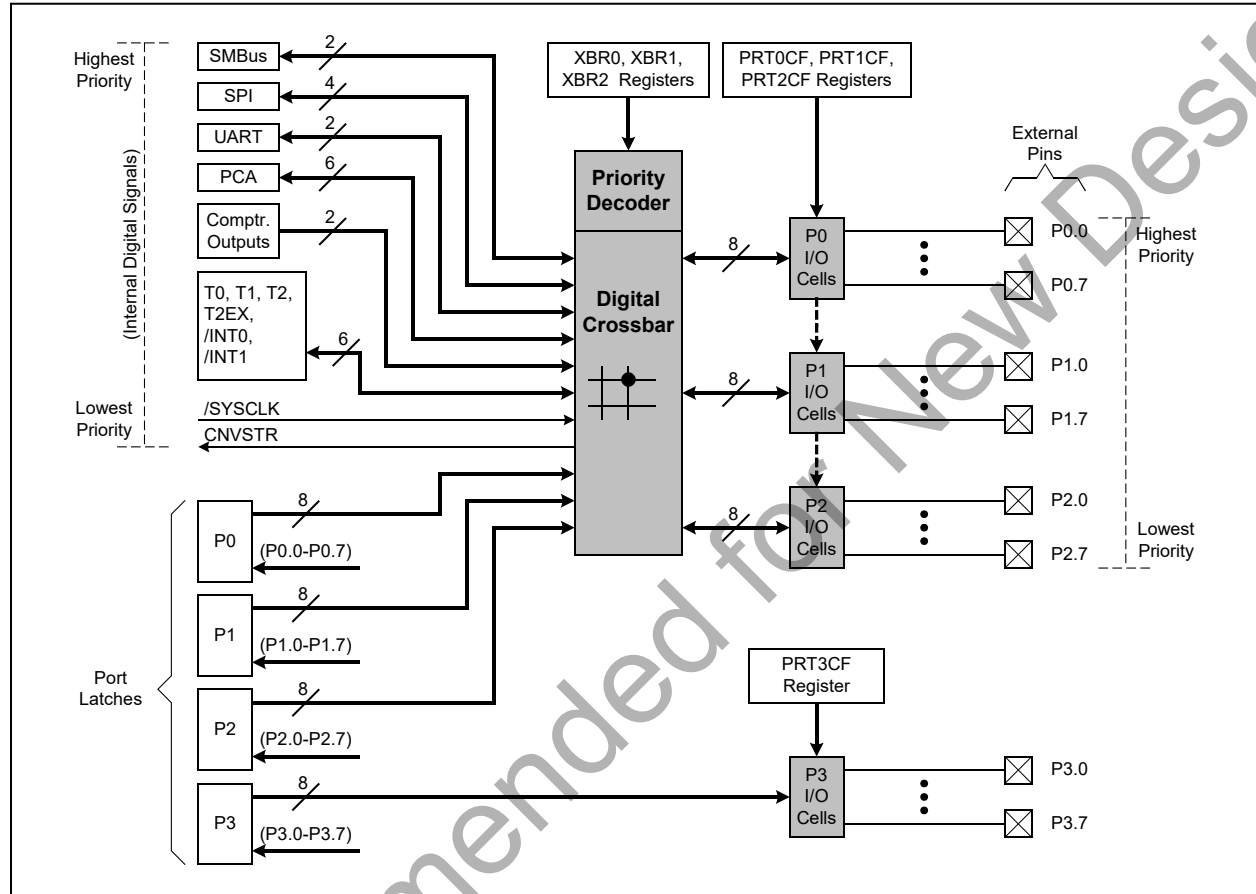 Highest
Priority
(Internal Digital Signals)
Lowest
Priority
SMBus
2
SPI
4
UART
2
PCA
6
Comptr.
Outputs
2
T0, T1, T2,
T2EX,
/INT0,
/INT1
6
/SYSCLK
CNVSTR
XBR0, XBR1,
XBR2 Registers
PRT0CF, PRT1CF,
PRT2CF Registers
Priority
Decoder
Digital
Crossbar
External
Pins
8
P0
I/O
Cells
P0.0
P0.7
Highest
Priority
8
P1
I/O
Cells
P1.0
P1.7
8
P2
I/O
Cells
P2.0
P2.7
Lowest
Priority
Port
Latches
P0
8
(P0.0-P0.7)
P1
8
(P1.0-P1.7)
P2
8
(P2.0-P2.7)
P3
8
(P3.0-P3.7)
PRT3CF
Register
P3
I/O
Cells
P3.0
P3.7
mended for New Desig